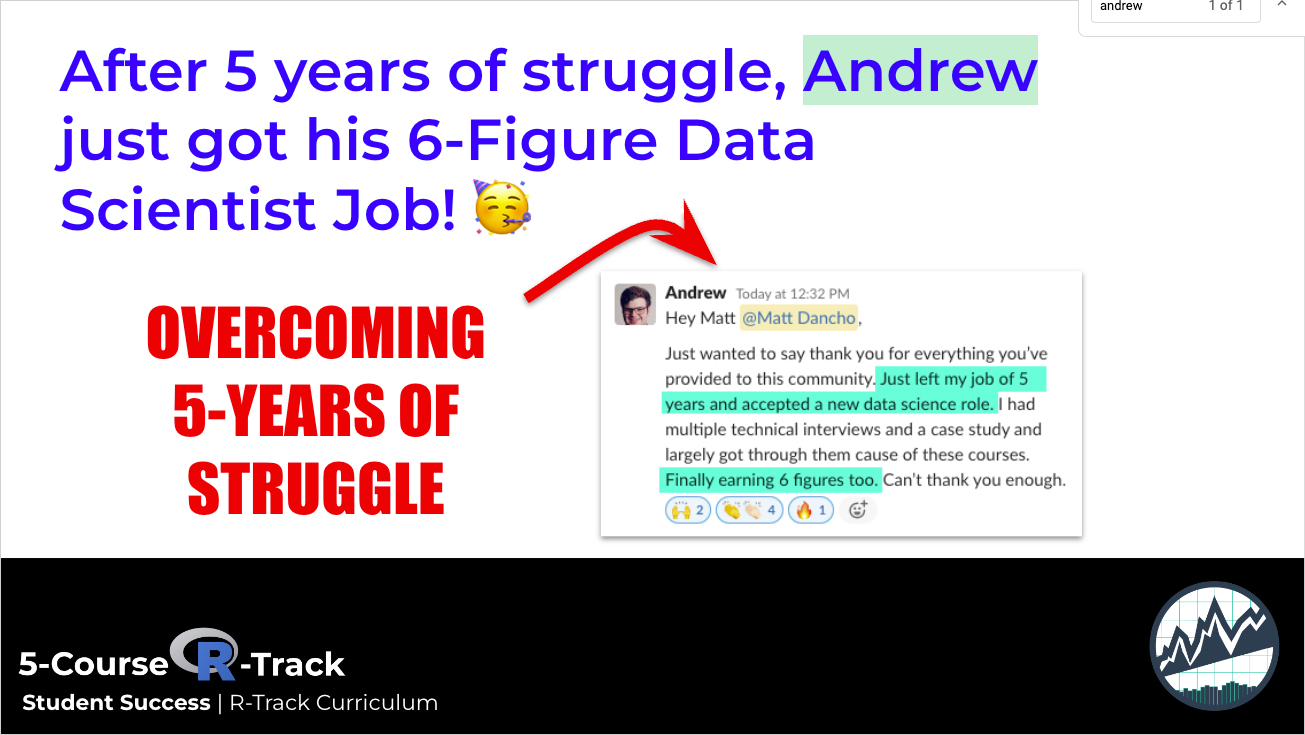 andrew 1 of 1
After 5 years of struggle, Andrew
just got his 6-Figure Data
Scientist Job! 🥳
OVERCOMING
5-YEARS OF
STRUGGLE
Andrew Today at 12:32 PM
Hey Matt @Matt Dancho,
Just wanted to say thank you for everything you've
provided to this community. Just left my job of 5
years and accepted a new data science role. I had
multiple technical interviews and a case study and
largely got through them cause of these courses.
Finally earning 6 figures too. Can't thank you enough.
🙌 2 👏👏🏻 4 🔥 1
5-Course R-Track
Student Success | R-Track Curriculum